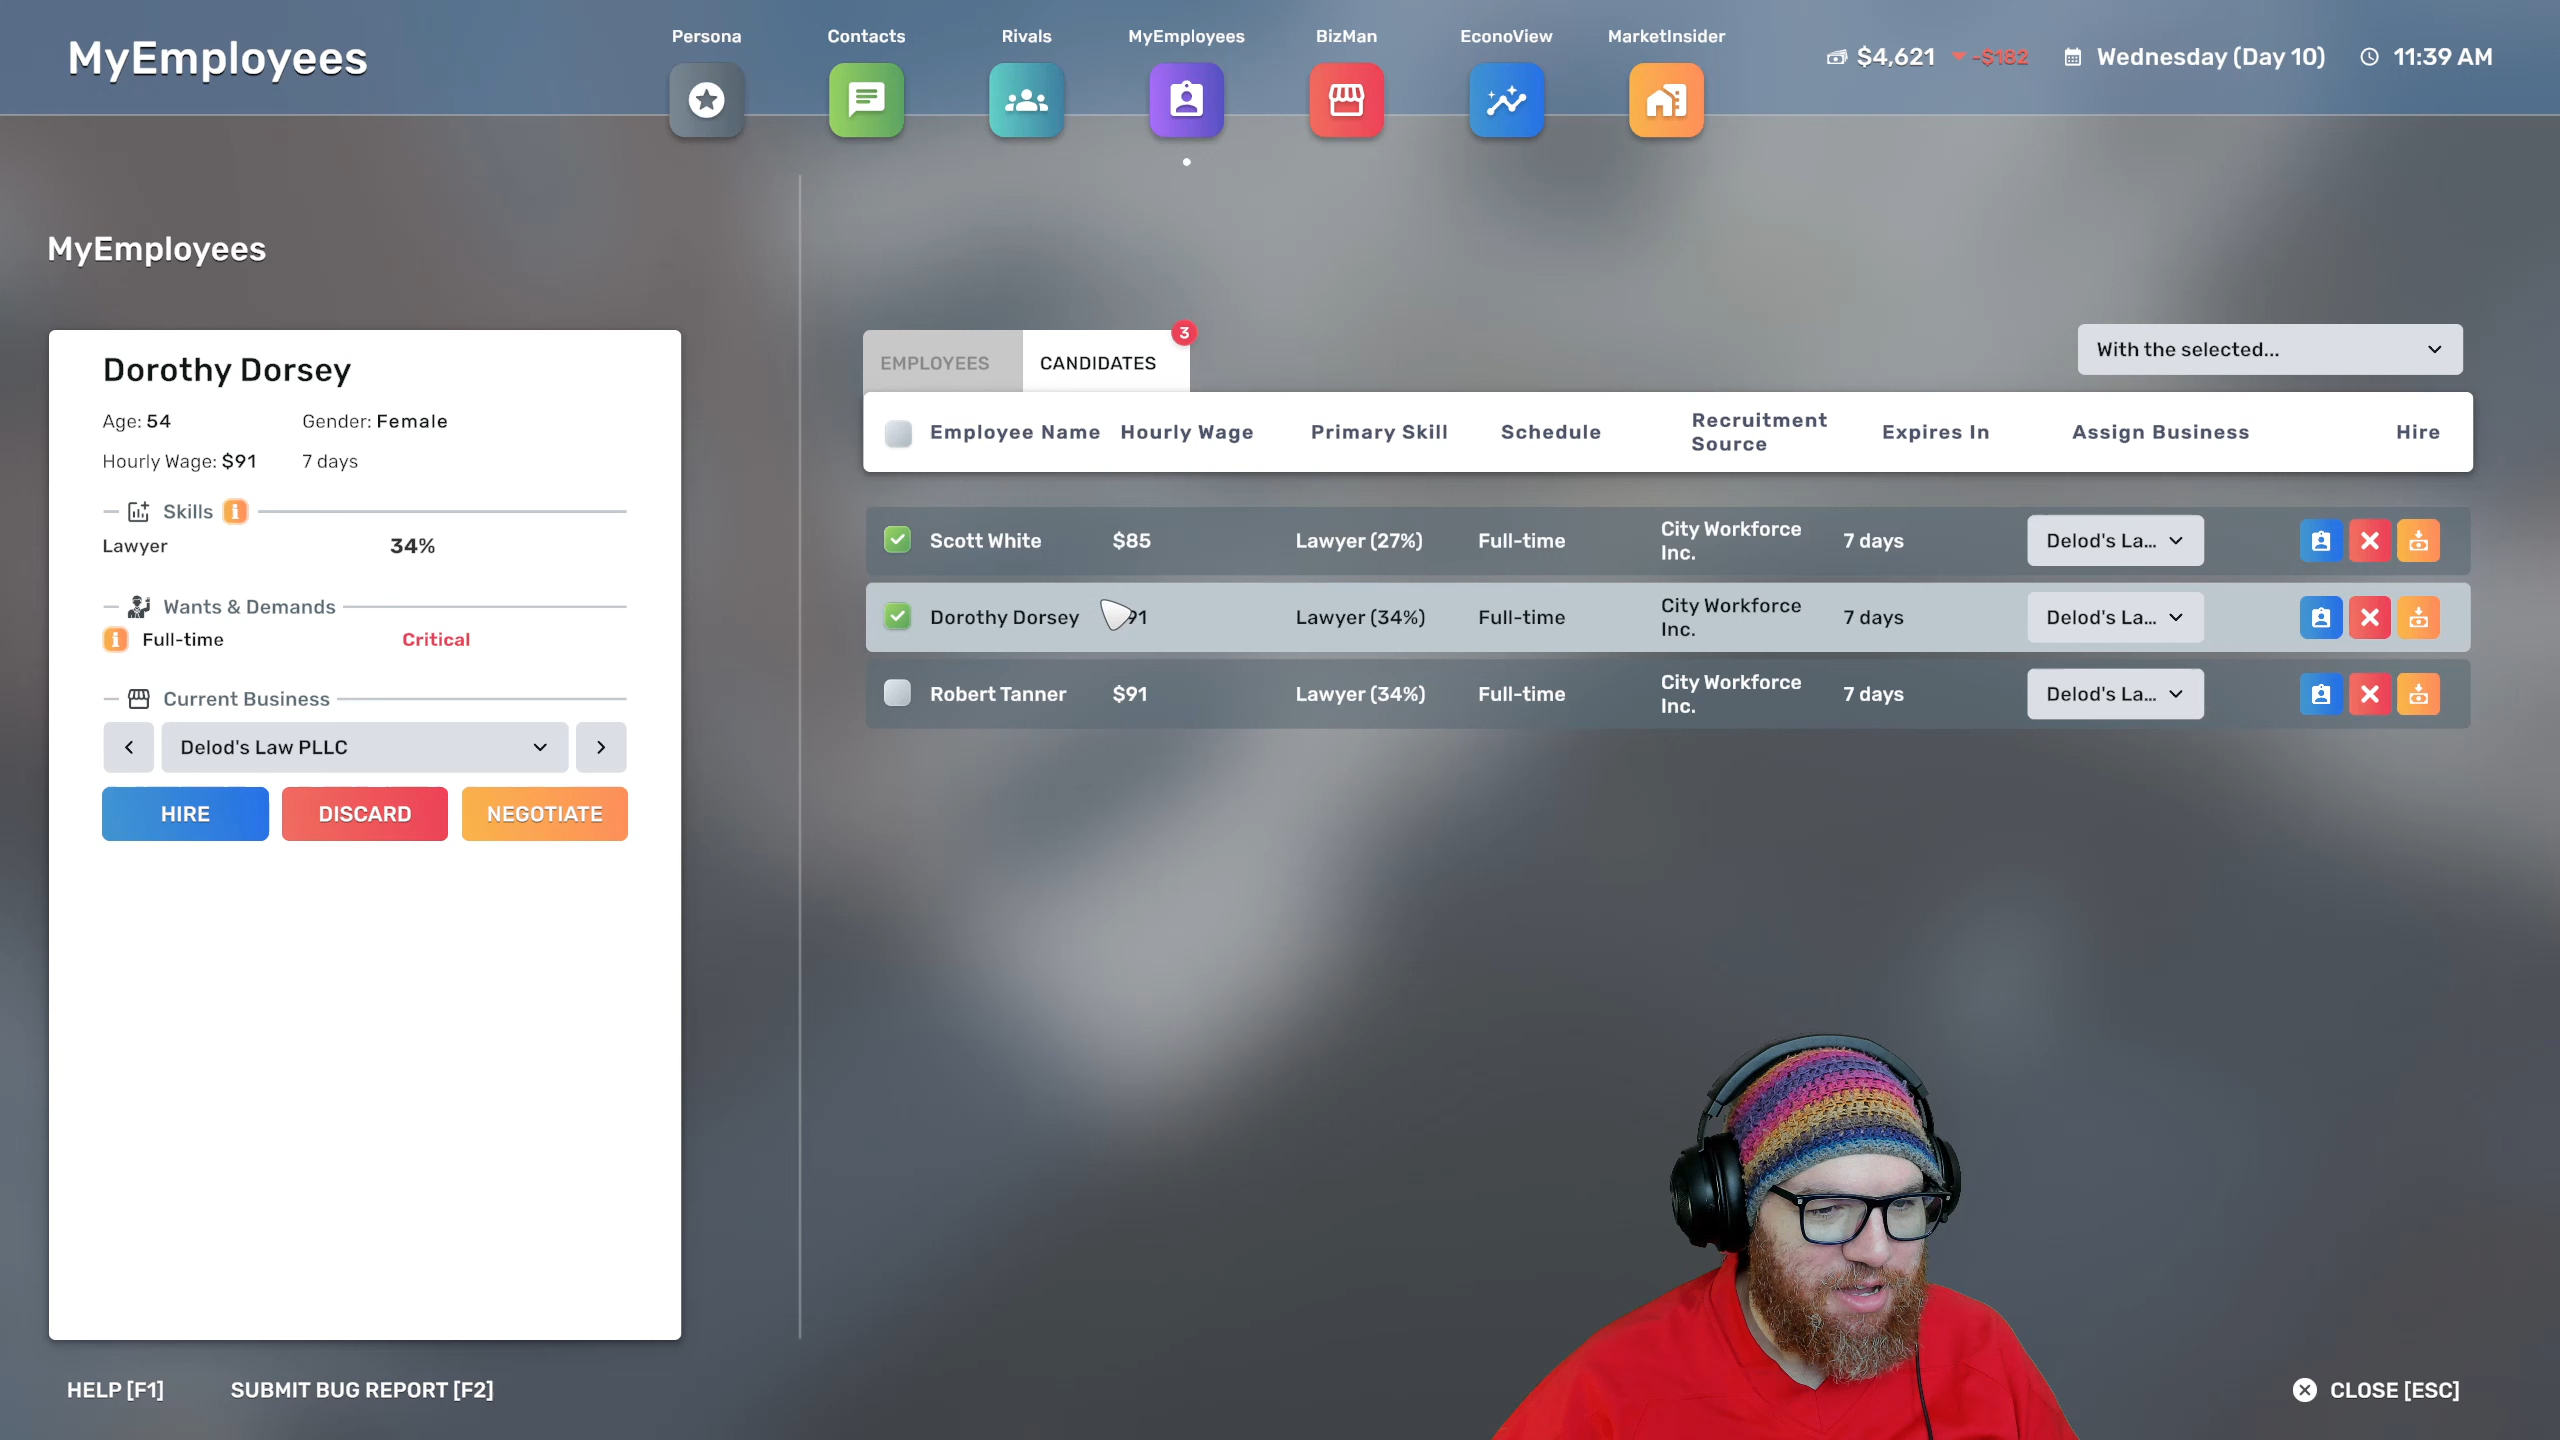 MyEmployees
Persona
Contacts
Rivals
MyEmployees
BizMan
EconoView
MarketInsider
$4,621
-$182
Wednesday (Day 10)
11:39 AM
MyEmployees
Dorothy Dorsey
Age: 54
Gender: Female
Hourly Wage: $91
7 days
Skills
Lawyer
34%
Wants & Demands
Full-time
Critical
Current Business
Delod's Law PLLC
HIRE
DISCARD
NEGOTIATE
EMPLOYEES
CANDIDATES
3
With the selected...
Employee Name
Hourly Wage
Primary Skill
Schedule
Recruitment
Source
Expires In
Assign Business
Hire
Scott White
$85
Lawyer (27%)
Full-time
City Workforce
Inc.
7 days
Delod's La...
Dorothy Dorsey
91
Lawyer (34%)
Full-time
City Workforce
Inc.
7 days
Delod's La...
Robert Tanner
$91
Lawyer (34%)
Full-time
City Workforce
Inc.
7 days
Delod's La...
HELP [F1]
SUBMIT BUG REPORT [F2]
CLOSE [ESC]